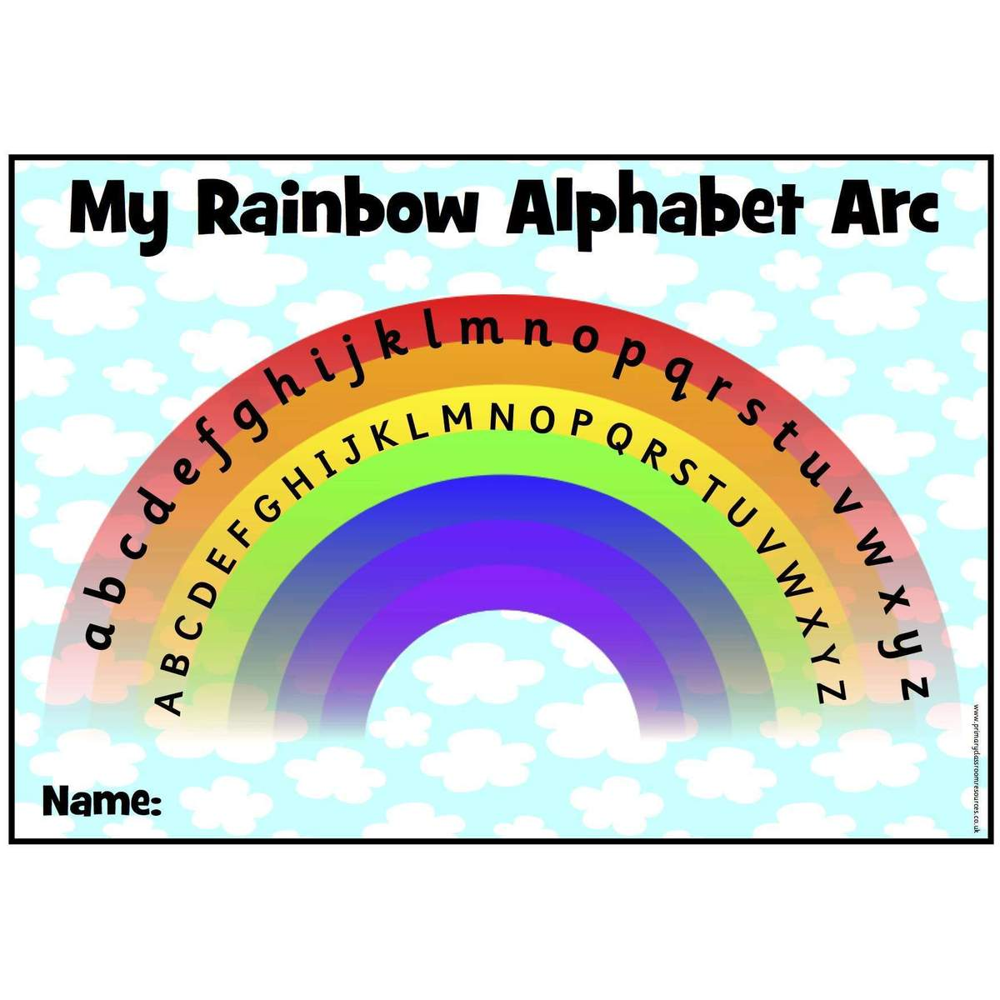 My Rainbow Alphabet Arc
a b c d e f g h i j k l m n o p q r s t u v w x y z
A B C D E F G H I J K L M N O P Q R S T U V W X Y Z
Name:
www.primaryclassroomresources.co.uk